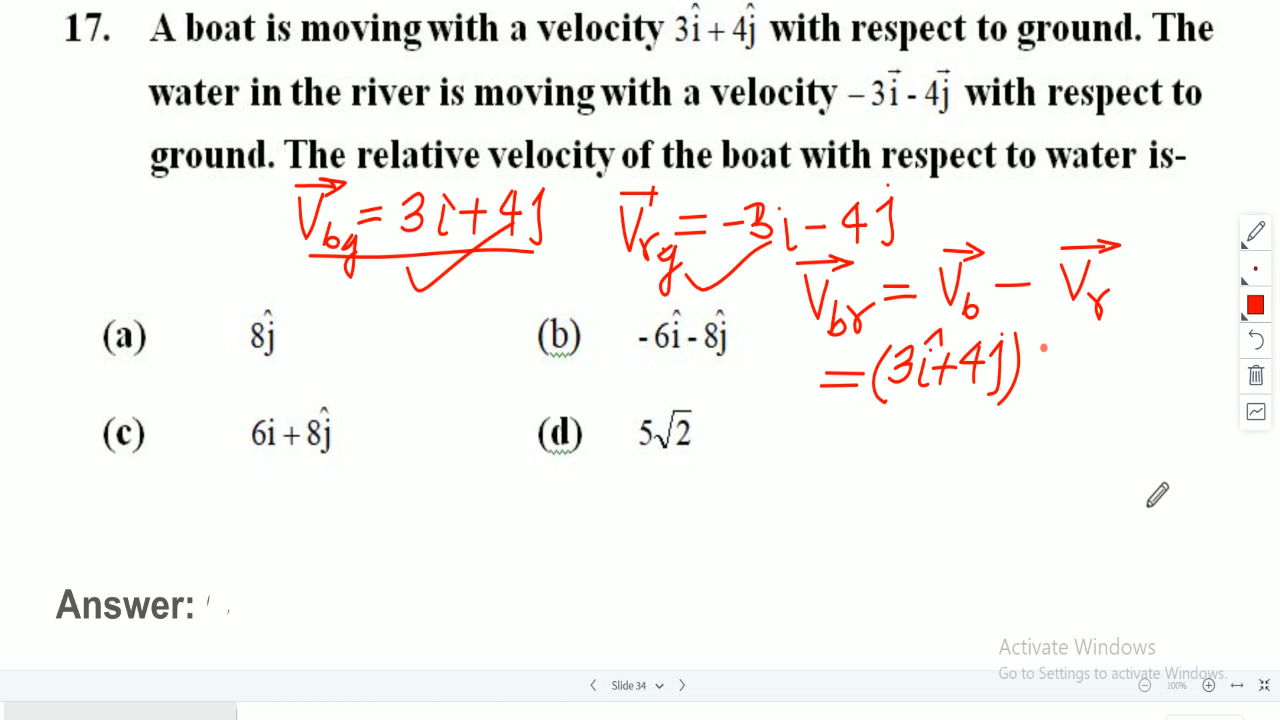 17. A boat is moving with a velocity 3î + 4ĵ with respect to ground. The
water in the river is moving with a velocity – 3i⃗ - 4j⃗ with respect to
ground. The relative velocity of the boat with respect to water is-
V⃗bg = 3i + 4j V⃗rg = -3i - 4j
V⃗br = V⃗b - V⃗r
= (3î + 4j)
(a) 8ĵ (b) - 6î - 8ĵ
(c) 6i + 8ĵ (d) 5√2
Answer:
Activate Windows
Go to Settings to activate Windows.
Slide 34
100%